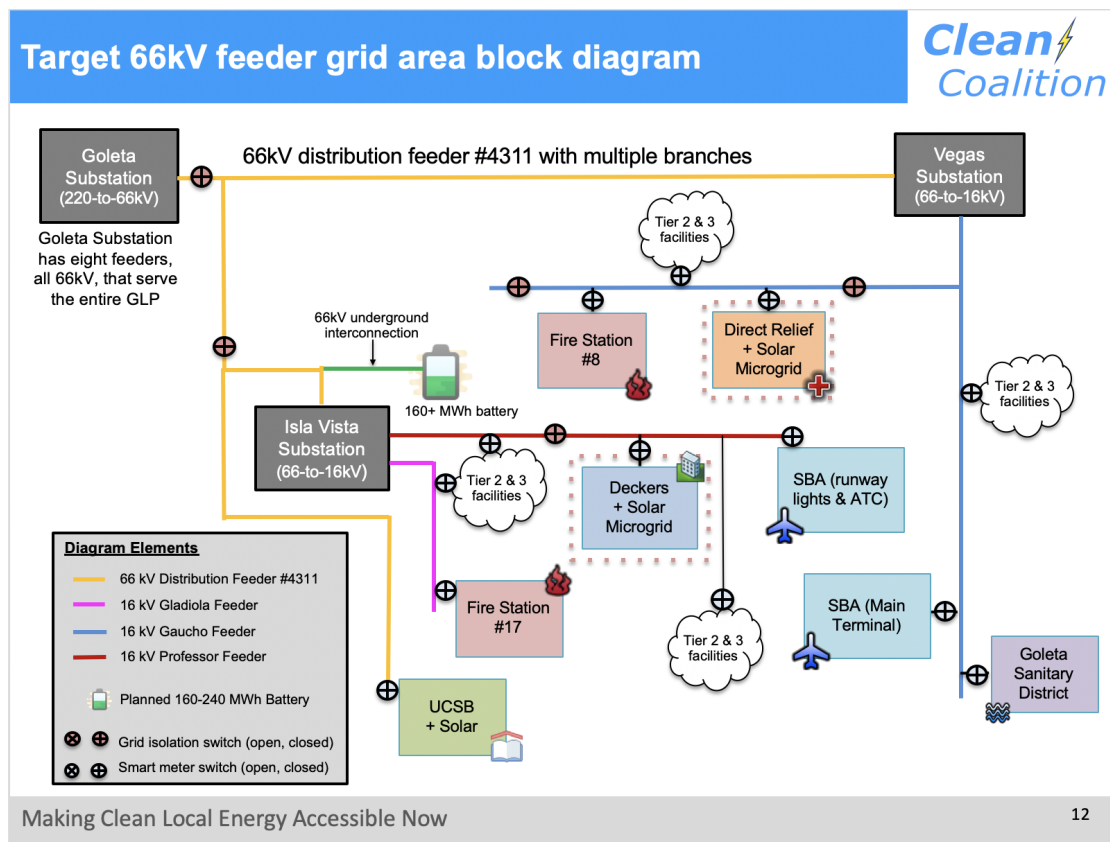 Target 66kV feeder grid area block diagram
Clean
Coalition
Goleta
Substation
(220-to-66kV)
66kV distribution feeder #4311 with multiple branches
Vegas
Substation
(66-to-16kV)
Goleta Substation
has eight feeders,
all 66kV, that serve
the entire GLP
Tier 2 & 3
facilities
66kV underground
interconnection
Fire Station
#8
Direct Relief
+ Solar
Microgrid
160+ MWh battery
Tier 2 & 3
facilities
Isla Vista
Substation
(66-to-16kV)
Tier 2 & 3
facilities
Deckers
+ Solar
Microgrid
SBA (runway
lights & ATC)
Diagram Elements
66 kV Distribution Feeder #4311
16 kV Gladiola Feeder
16 kV Gaucho Feeder
16 kV Professor Feeder
Planned 160-240 MWh Battery
Grid isolation switch (open, closed)
Smart meter switch (open, closed)
Fire Station
#17
Tier 2 & 3
facilities
SBA (Main
Terminal)
Goleta
Sanitary
District
UCSB
+ Solar
Making Clean Local Energy Accessible Now
12